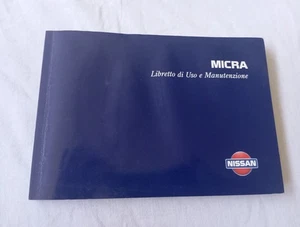 MICRA
Libretto di Uso e Manutenzione
NISSAN